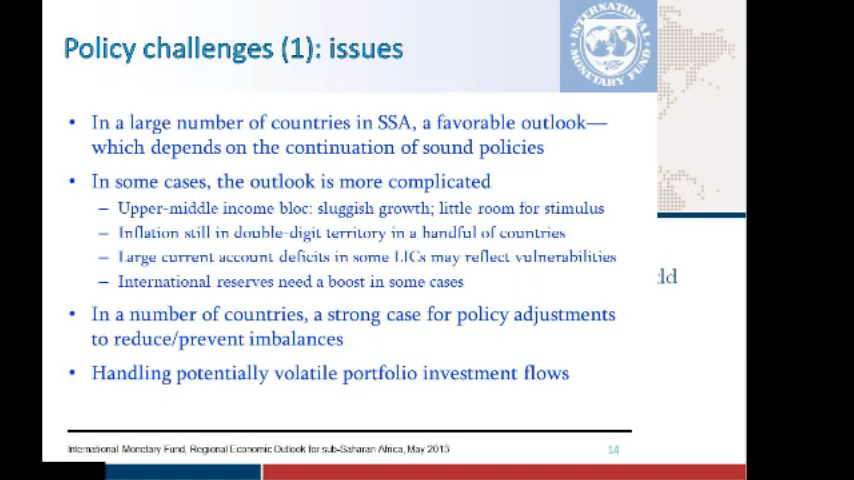 Policy challenges (1): issues
INTERNATIONAL
MONETARY FUND
• In a large number of countries in SSA, a favorable outlook—
which depends on the continuation of sound policies
• In some cases, the outlook is more complicated
– Upper-middle income bloc: sluggish growth; little room for stimulus
– Inflation still in double-digit territory in a handful of countries
– Large current account deficits in some LICs may reflect vulnerabilities
– International reserves need a boost in some cases
• In a number of countries, a strong case for policy adjustments
to reduce/prevent imbalances
• Handling potentially volatile portfolio investment flows
International Monetary Fund, Regional Economic Outlook for sub-Saharan Africa, May 2013
14